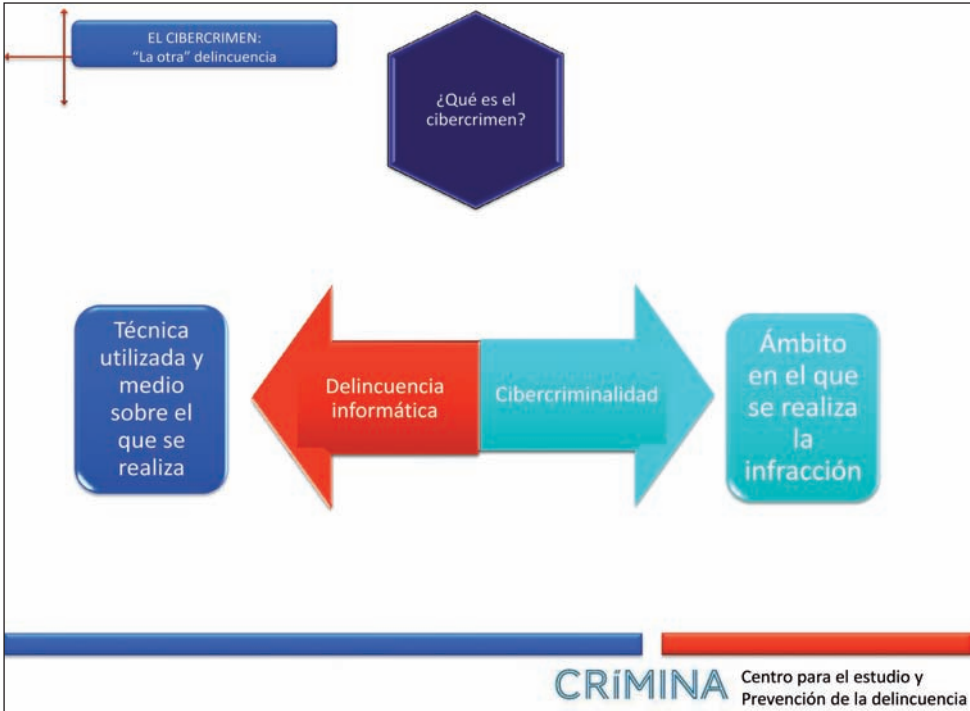 EL CIBERCRIMEN:
“La otra” delincuencia
¿Qué es el
cibercrimen?
Técnica
utilizada y
medio
sobre el
que se
realiza
Delincuencia
informática
Cibercriminalidad
Ámbito
en el que
se realiza
la
infracción
CRíMINA
Centro para el estudio y
Prevención de la delincuencia